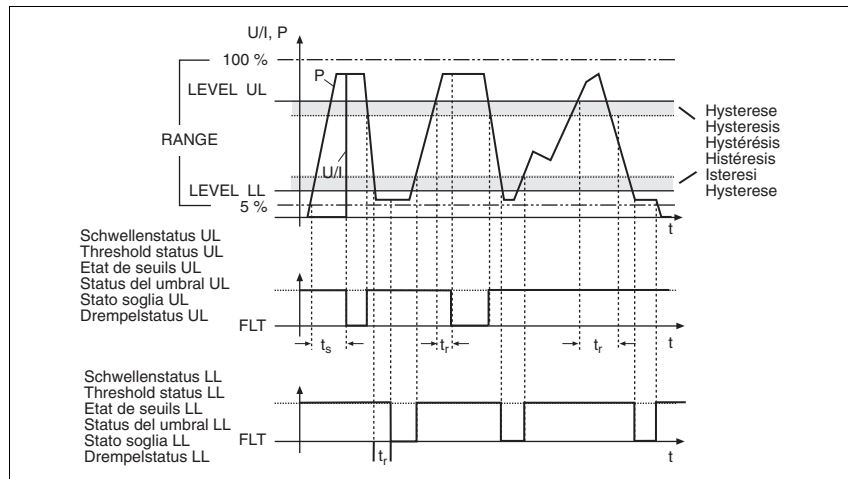 U/I, P
100 %
P
LEVEL UL
Hysterese
Hysteresis
Hystérésis
Histéresis
Isteresi
Hysterese
RANGE
U/I
LEVEL LL
5 %
t
Schwellenstatus UL
Threshold status UL
Etat de seuils UL
Status del umbral UL
Stato soglia UL
Drempelstatus UL
FLT
ts
tr
tr
t
Schwellenstatus LL
Threshold status LL
Etat de seuils LL
Status del umbral LL
Stato soglia LL
Drempelstatus LL
FLT
tr
t